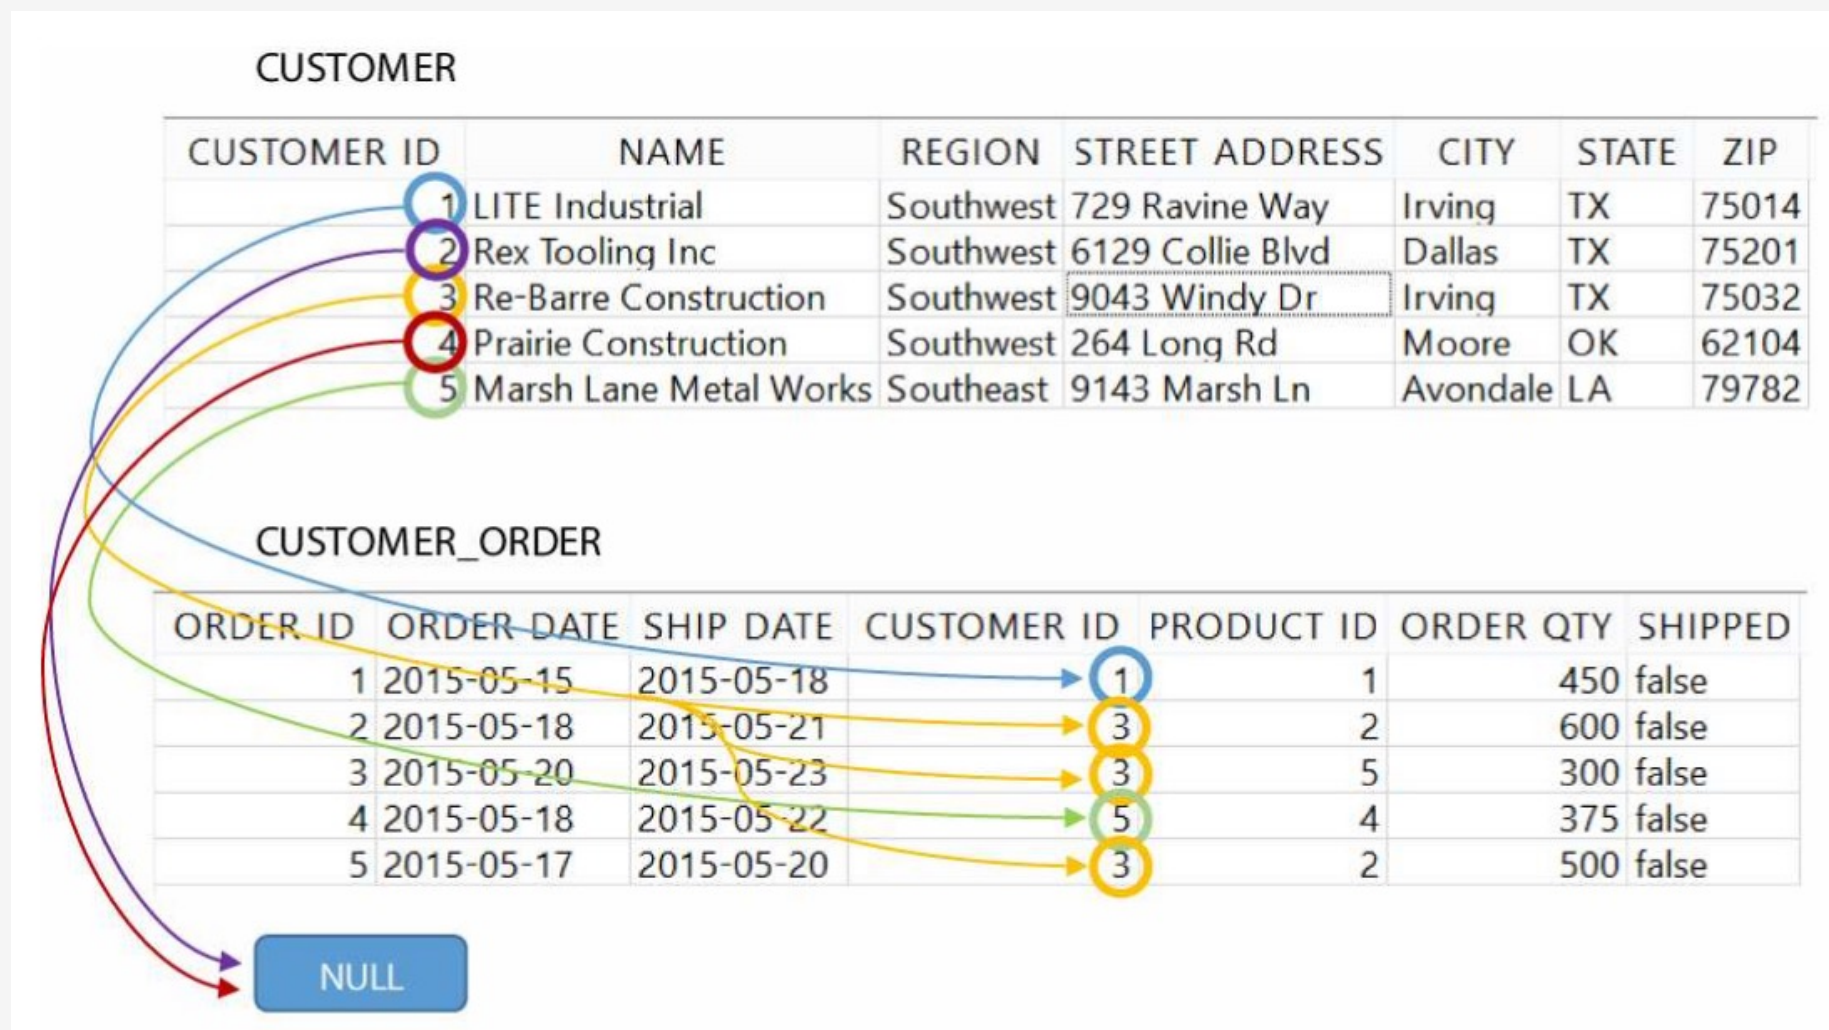 CUSTOMER
CUSTOMER ID NAME REGION STREET ADDRESS CITY STATE ZIP
1 LITE Industrial Southwest 729 Ravine Way Irving TX 75014
2 Rex Tooling Inc Southwest 6129 Collie Blvd Dallas TX 75201
3 Re-Barre Construction Southwest 9043 Windy Dr Irving TX 75032
4 Prairie Construction Southwest 264 Long Rd Moore OK 62104
5 Marsh Lane Metal Works Southeast 9143 Marsh Ln Avondale LA 79782
CUSTOMER_ORDER
ORDER ID ORDER DATE SHIP DATE CUSTOMER ID PRODUCT ID ORDER QTY SHIPPED
1 2015-05-15 2015-05-18 1 1 450 false
2 2015-05-18 2015-05-21 3 2 600 false
3 2015-05-20 2015-05-23 3 5 300 false
4 2015-05-18 2015-05-22 5 4 375 false
5 2015-05-17 2015-05-20 3 2 500 false
NULL